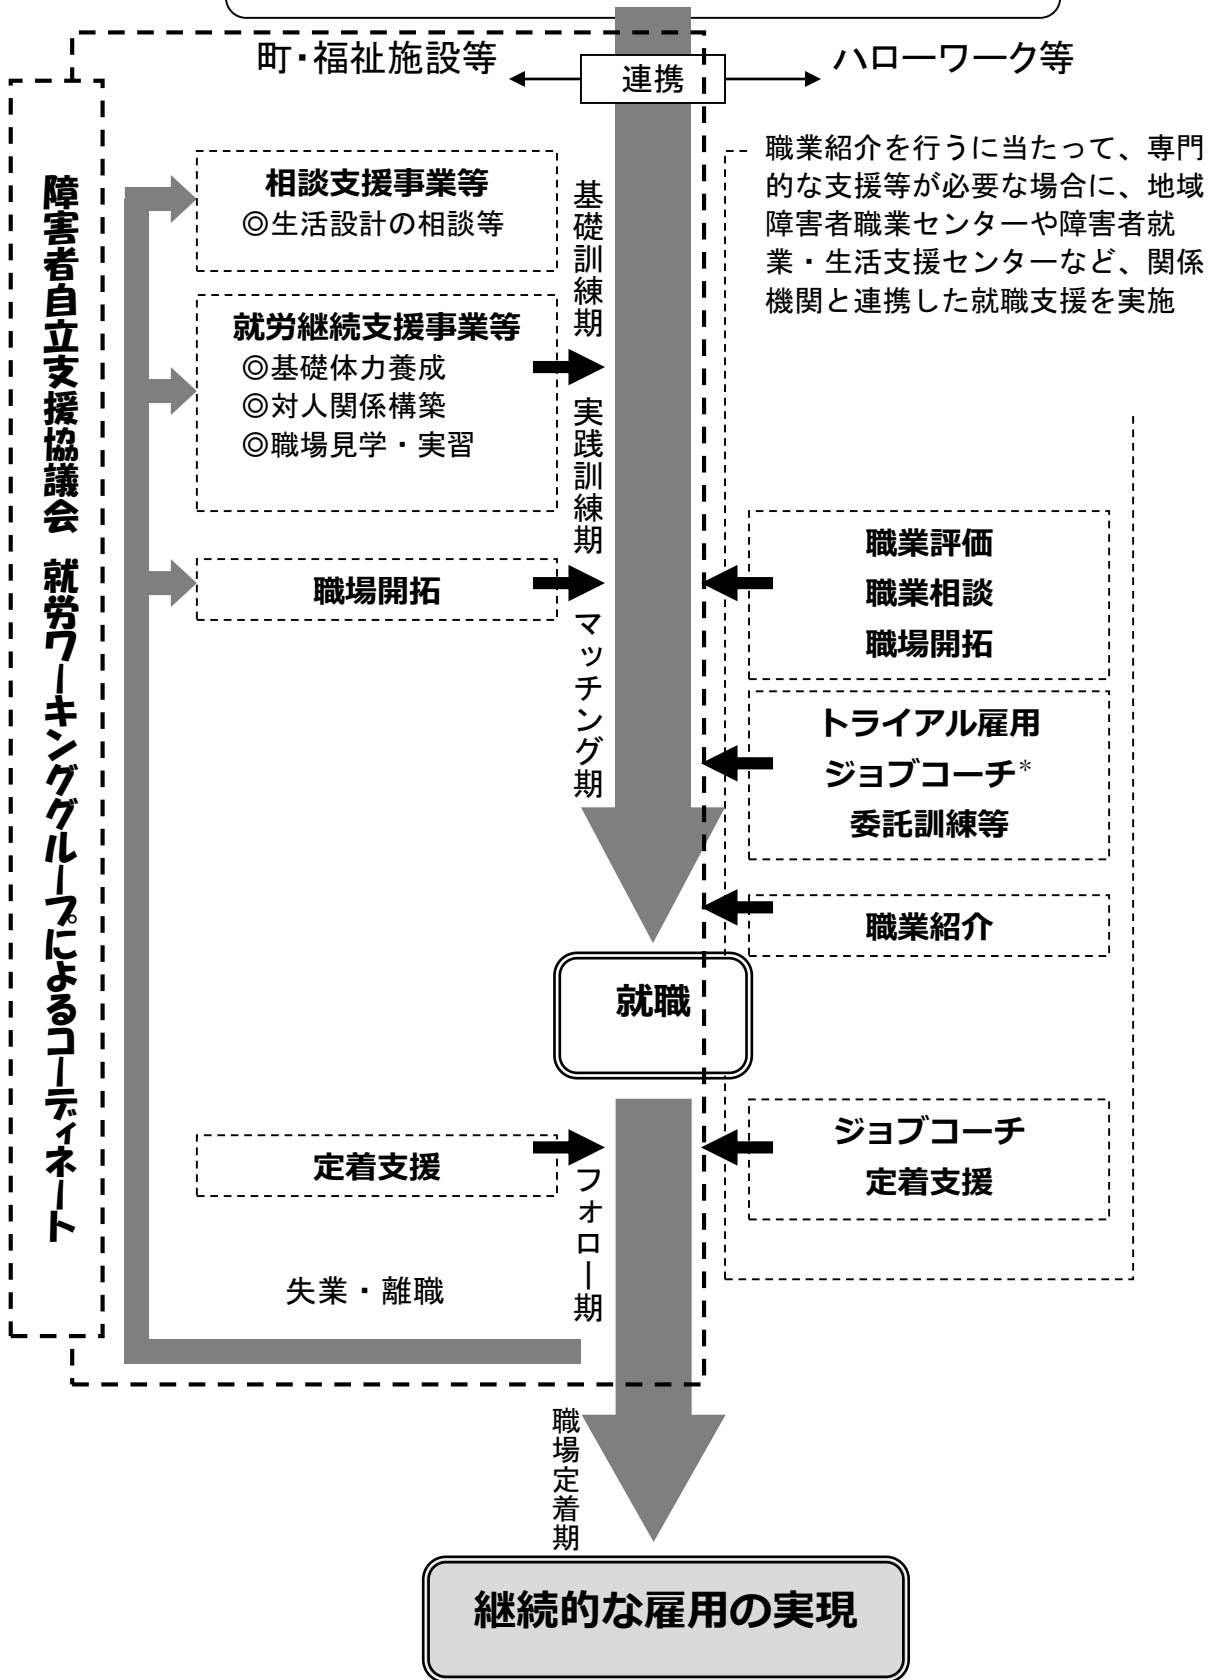 町・福祉施設等
連携
ハローワーク等
障害者自立支援協議会 就労ワーキンググループによるコーディネート
相談支援事業等
◎生活設計の相談等
就労継続支援事業等
◎基礎体力養成
◎対人関係構築
◎職場見学・実習
職場開拓
基礎訓練期
実践訓練期
マッチング期
職業紹介を行うに当たって、専門
的な支援等が必要な場合に、地域
障害者職業センターや障害者就
業・生活支援センターなど、関係
機関と連携した就職支援を実施
職業評価
職業相談
職場開拓
トライアル雇用
ジョブコーチ*
委託訓練等
職業紹介
就職
定着支援
フォロー期
ジョブコーチ
定着支援
失業・離職
職場定着期
継続的な雇用の実現